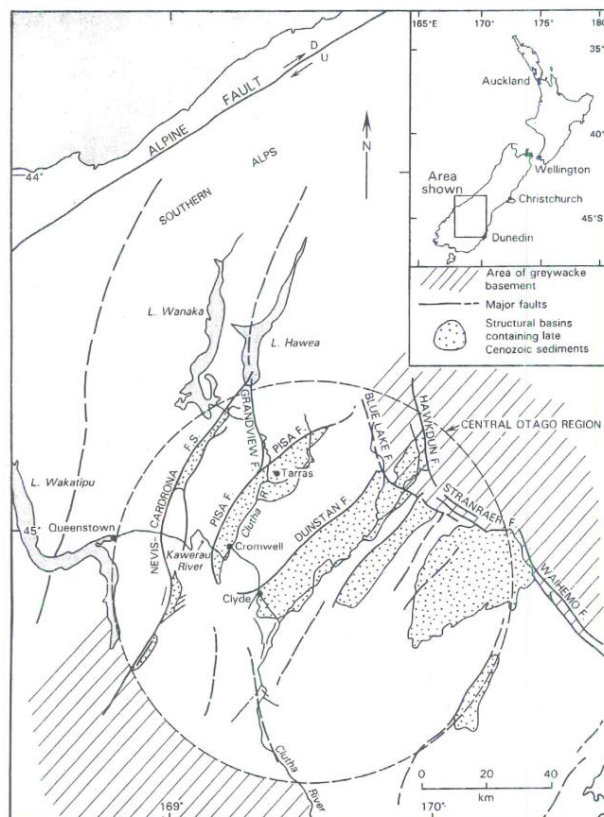 165°E
170°
175°
180°
35°
40°
45°S
Auckland
Wellington
Christchurch
Dunedin
Area
shown
Area of greywacke
basement
Major faults
Structural basins
containing late
Cenozoic sediments
D
U
ALPINE FAULT
N
44°
SOUTHERN ALPS
L. Wanaka
L. Hawea
CENTRAL OTAGO REGION
GRANDVIEW F.
NEVIS-CARDRONA F.S.
PISA F.
PISA F.
Tarras
Clutha R.
BLUE LAKE F.
HAWKDUN F.
DUNSTAN F.
STRANRAER F.
WAIHEMO F.
L. Wakatipu
45°
Queenstown
Kawerau
River
Cromwell
Clyde
Clutha
River
0 20 40
km
169°
170°